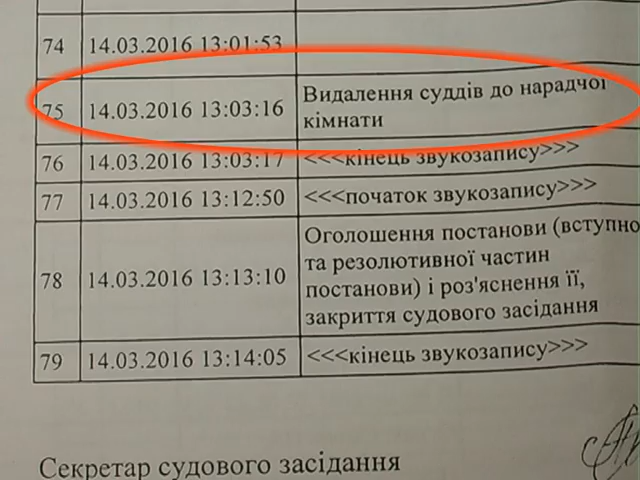 74 14.03.2016 13:01:53
75 14.03.2016 13:03:16 Видалення суддів до нарадчої
кімнати
76 14.03.2016 13:03:17 <<<кінець звукозапису>>>
77 14.03.2016 13:12:50 <<<початок звукозапису>>>
Оголошення постанови (вступно
та резолютивної частин
78 14.03.2016 13:13:10 постанови) і роз'яснення її,
закриття судового засідання
79 14.03.2016 13:14:05 <<<кінець звукозапису>>>
Секретар судового засідання